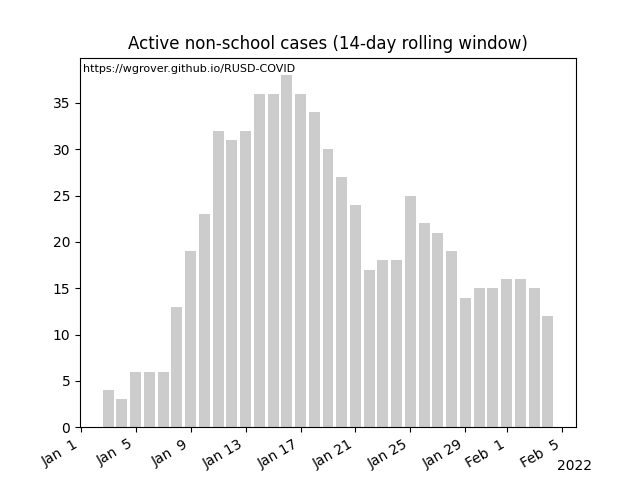 Active non-school cases (14-day rolling window)
https://wgrover.github.io/RUSD-COVID
35
30
25
20
15
10
5
0
Jan 1
Jan 5
Jan 9
Jan 13
Jan 17
Jan 21
Jan 25
Jan 29
Feb 1
Feb 5
2022